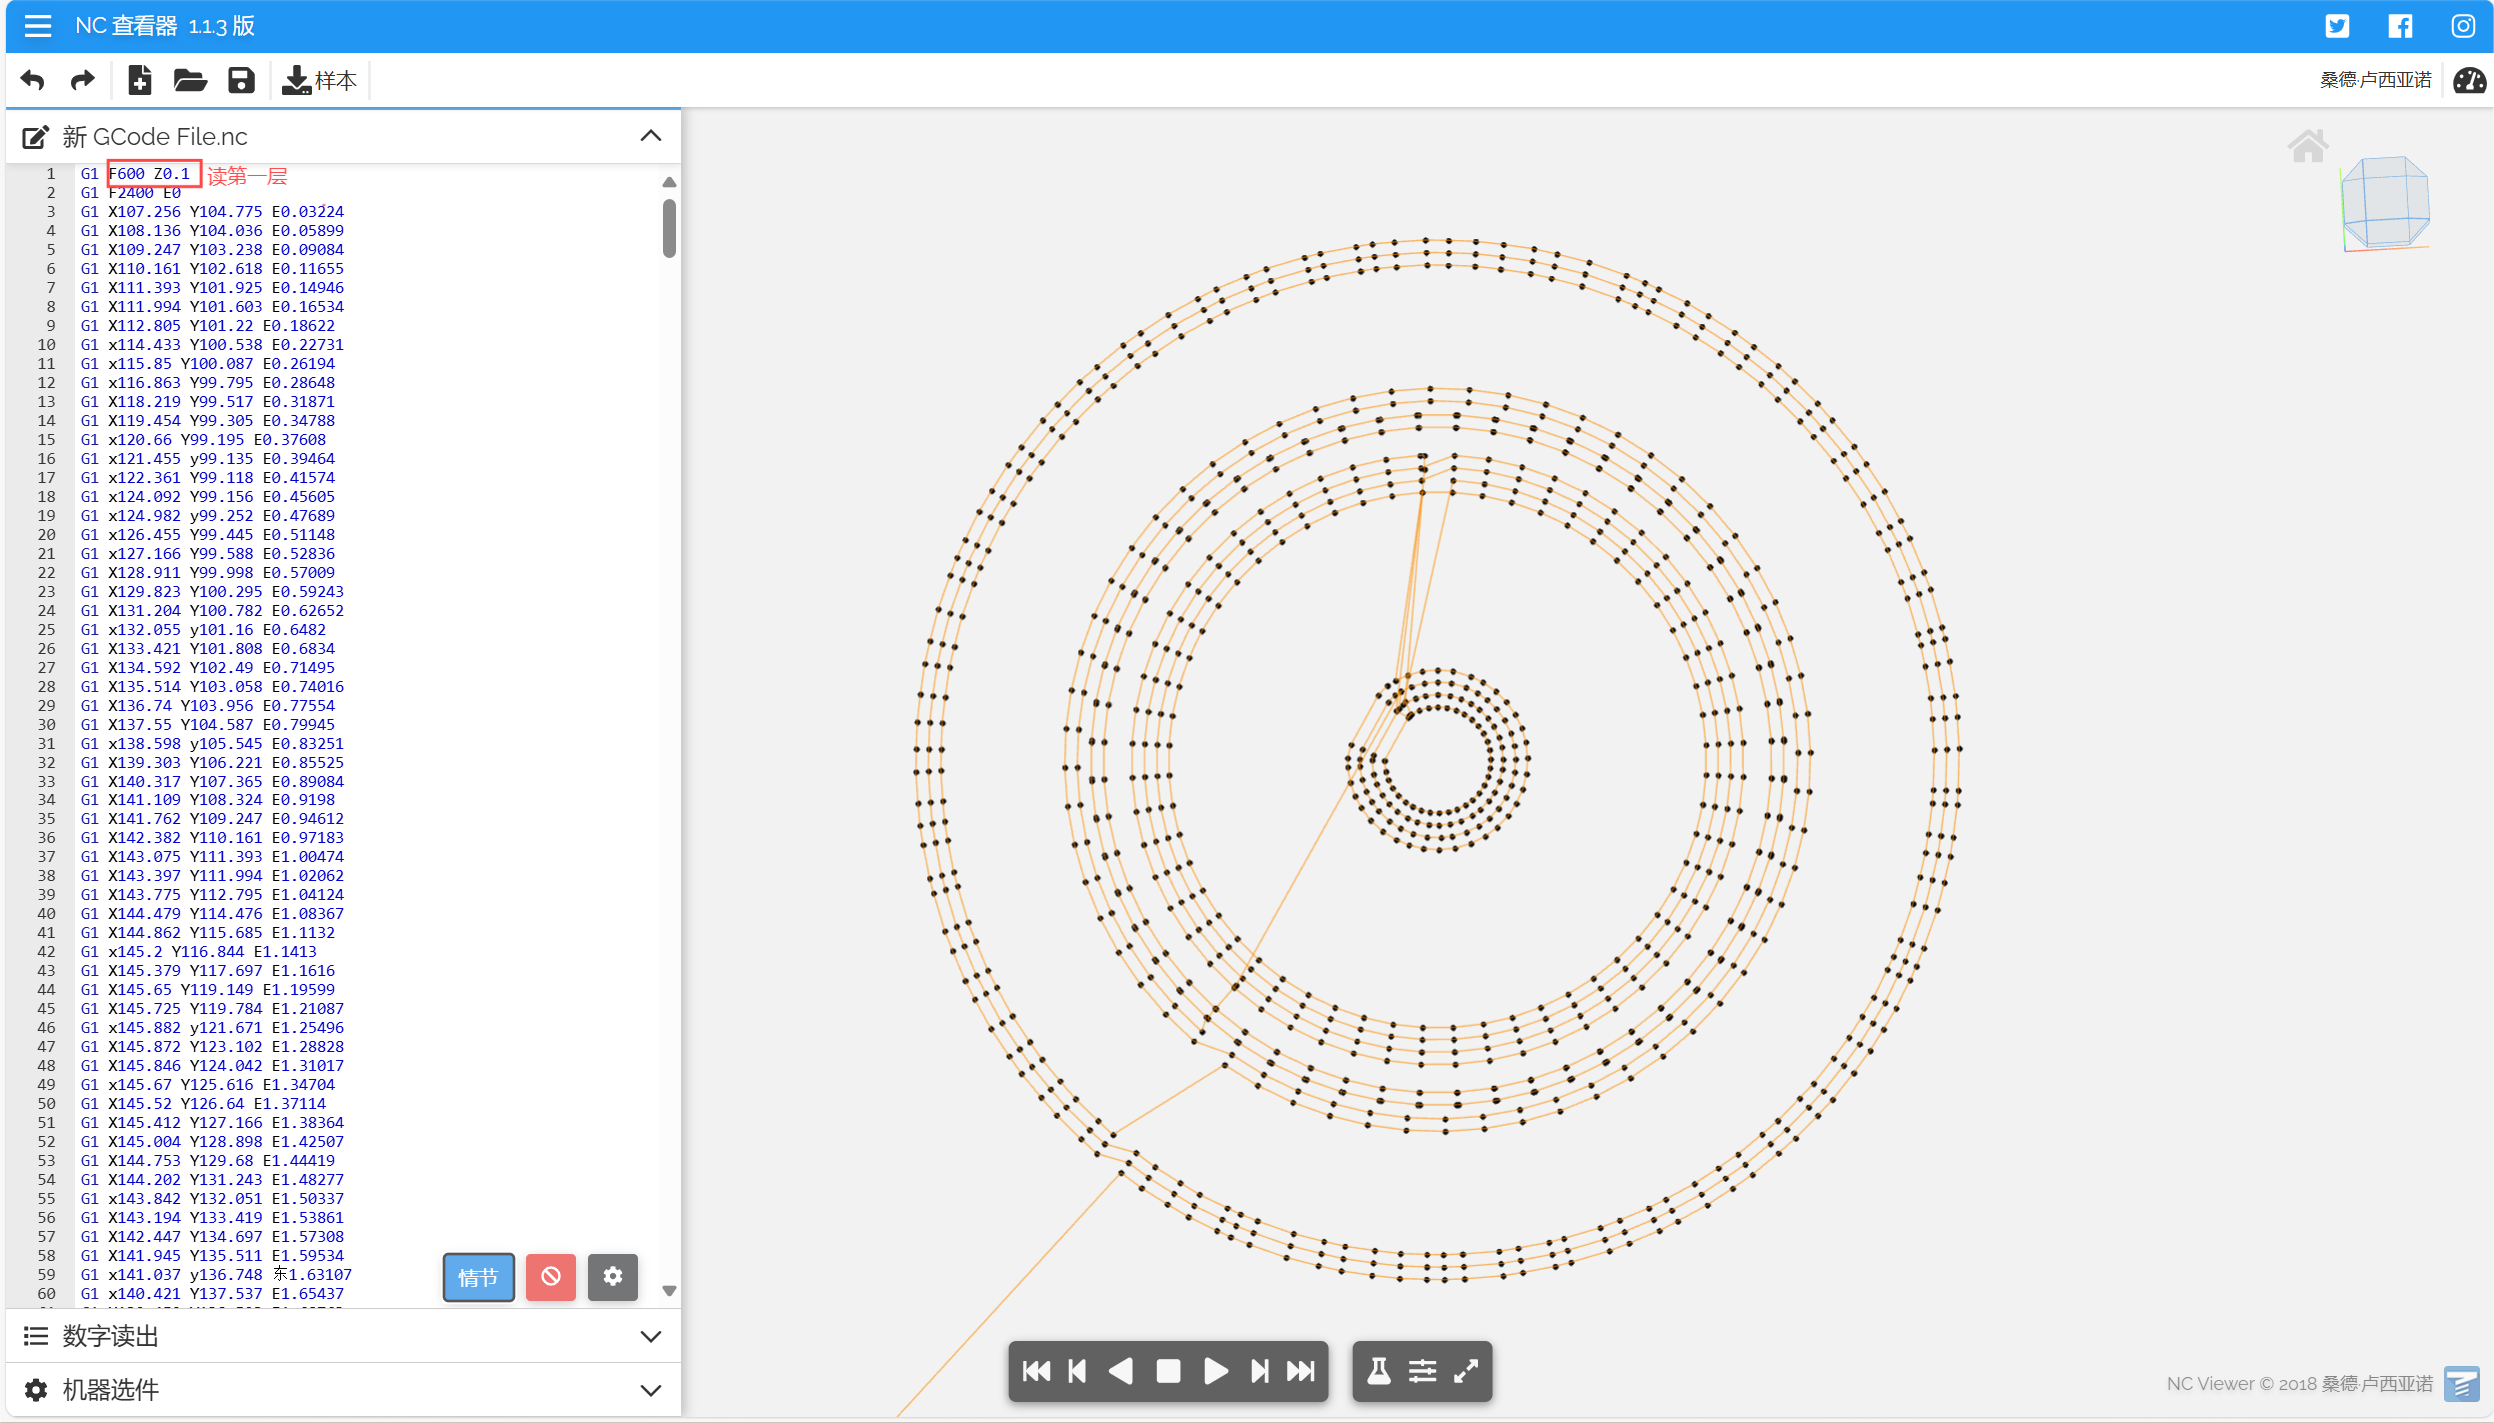 NC 查看器 1.1.3 版
样本
桑德·卢西亚诺
新 GCode File.nc
1 G1 F600 Z0.1 读第一层
2 G1 F2400 E0
3 G1 X107.256 Y104.775 E0.03224
4 G1 X108.136 Y104.036 E0.05899
5 G1 X109.247 Y103.238 E0.09084
6 G1 X110.161 Y102.618 E0.11655
7 G1 X111.393 Y101.925 E0.14946
8 G1 X111.994 Y101.603 E0.16534
9 G1 X112.805 Y101.22 E0.18622
10 G1 x114.433 Y100.538 E0.22731
11 G1 x115.85 Y100.087 E0.26194
12 G1 x116.863 Y99.795 E0.28648
13 G1 X118.219 Y99.517 E0.31871
14 G1 X119.454 Y99.305 E0.34788
15 G1 x120.66 Y99.195 E0.37608
16 G1 x121.455 y99.135 E0.39464
17 G1 x122.361 Y99.118 E0.41574
18 G1 x124.092 Y99.156 E0.45605
19 G1 x124.982 y99.252 E0.47689
20 G1 x126.455 Y99.445 E0.51148
21 G1 x127.166 Y99.588 E0.52836
22 G1 X128.911 Y99.998 E0.57009
23 G1 X129.823 Y100.295 E0.59243
24 G1 X131.204 Y100.782 E0.62652
25 G1 x132.055 y101.16 E0.6482
26 G1 X133.421 Y101.808 E0.6834
27 G1 X134.592 Y102.49 E0.71495
28 G1 X135.514 Y103.058 E0.74016
29 G1 X136.74 Y103.956 E0.77554
30 G1 X137.55 Y104.587 E0.79945
31 G1 x138.598 y105.545 E0.83251
32 G1 X139.303 Y106.221 E0.85525
33 G1 X140.317 Y107.365 E0.89084
34 G1 X141.109 Y108.324 E0.9198
35 G1 X141.762 Y109.247 E0.94612
36 G1 X142.382 Y110.161 E0.97183
37 G1 X143.075 Y111.393 E1.00474
38 G1 X143.397 Y111.994 E1.02062
39 G1 X143.775 Y112.795 E1.04124
40 G1 X144.479 Y114.476 E1.08367
41 G1 X144.862 Y115.685 E1.1132
42 G1 x145.2 Y116.844 E1.1413
43 G1 X145.379 Y117.697 E1.1616
44 G1 X145.65 Y119.149 E1.19599
45 G1 X145.725 Y119.784 E1.21087
46 G1 x145.882 y121.671 E1.25496
47 G1 X145.872 Y123.102 E1.28828
48 G1 X145.846 Y124.042 E1.31017
49 G1 x145.67 Y125.616 E1.34704
50 G1 X145.52 Y126.64 E1.37114
51 G1 X145.412 Y127.166 E1.38364
52 G1 X145.004 Y128.898 E1.42507
53 G1 X144.753 Y129.68 E1.44419
54 G1 X144.202 Y131.243 E1.48277
55 G1 x143.842 Y132.051 E1.50337
56 G1 X143.194 Y133.419 E1.53861
57 G1 X142.447 Y134.697 E1.57308
58 G1 X141.945 Y135.511 E1.59534
59 G1 x141.037 y136.748 东1.63107
60 G1 x140.421 Y137.537 E1.65437
情节
数字读出
机器选件
NC Viewer © 2018 桑德·卢西亚诺